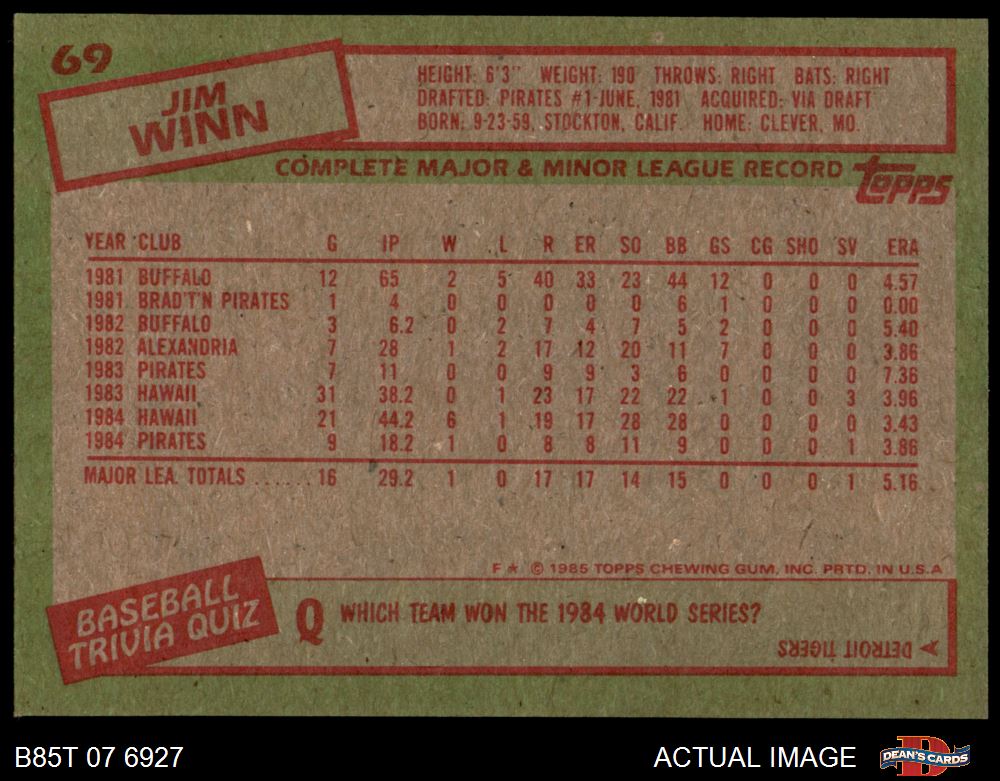 69
JIM
WINN
HEIGHT: 6'3" WEIGHT: 190 THROWS: RIGHT BATS: RIGHT
DRAFTED: PIRATES #1-JUNE, 1981 ACQUIRED: VIA DRAFT
BORN: 9-23-59, STOCKTON, CALIF. HOME: CLEVER, MO.
COMPLETE MAJOR & MINOR LEAGUE RECORD topps
YEAR CLUB G IP W L R ER SO BB GS CG SHO SV ERA
1981 BUFFALO 12 65 2 5 40 33 23 44 12 0 0 0 4.57
1981 BRAD'T'N PIRATES 1 4 0 0 0 0 0 6 1 0 0 0 0.00
1982 BUFFALO 3 6.2 0 2 7 4 7 5 2 0 0 0 5.40
1982 ALEXANDRIA 7 28 1 2 17 12 20 11 7 0 0 0 3.86
1983 PIRATES 7 11 0 0 9 9 3 6 0 0 0 0 7.36
1983 HAWAII 31 38.2 0 1 23 17 22 22 1 0 0 3 3.96
1984 HAWAII 21 44.2 6 1 19 17 28 28 0 0 0 0 3.43
1984 PIRATES 9 18.2 1 0 8 8 11 9 0 0 0 1 3.86
MAJOR LEA. TOTALS ...... 16 29.2 1 0 17 17 14 15 0 0 0 1 5.16
F★ © 1985 TOPPS CHEWING GUM, INC. PRTD. IN U.S.A
BASEBALL
TRIVIA QUIZ
Q WHICH TEAM WON THE 1984 WORLD SERIES?
DETROIT TIGERS
B85T 07 6927
ACTUAL IMAGE
D
DEAN'S CARDS